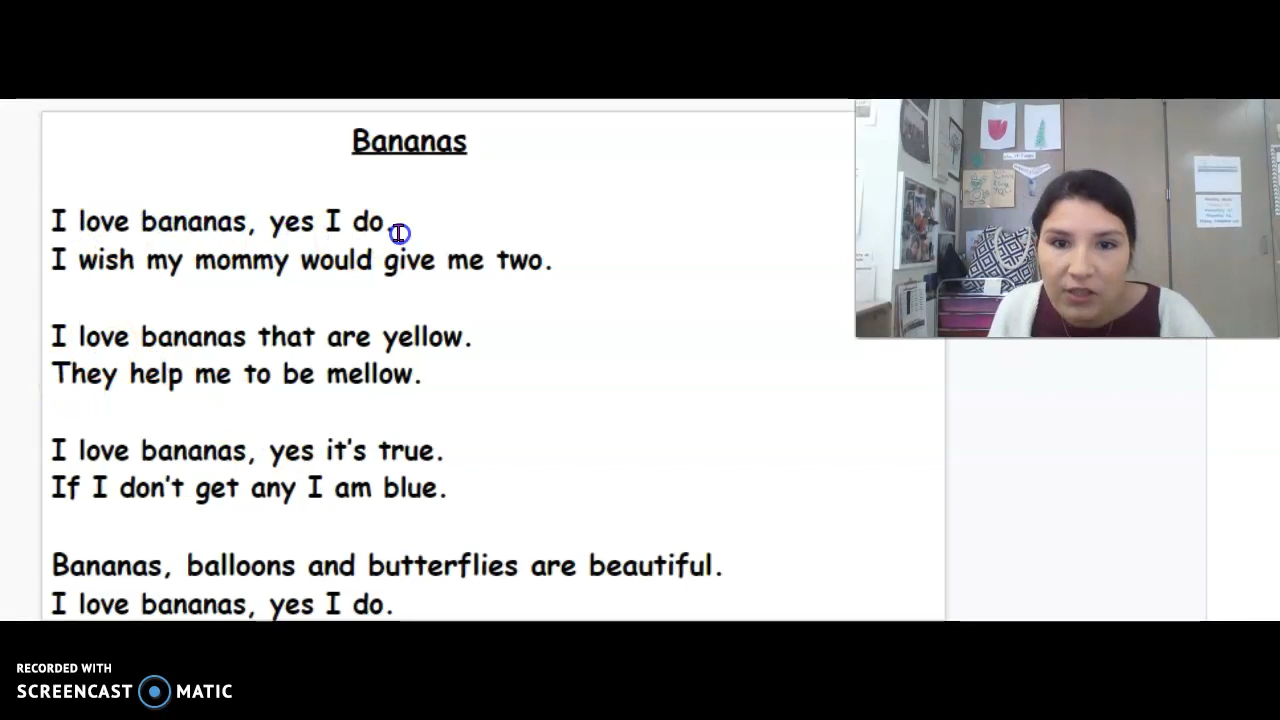 Bananas
I love bananas, yes I do.
I wish my mommy would give me two.
I love bananas that are yellow.
They help me to be mellow.
I love bananas, yes it's true.
If I don't get any I am blue.
Bananas, balloons and butterflies are beautiful.
I love bananas, yes I do.
RECORDED WITH
SCREENCAST MATIC